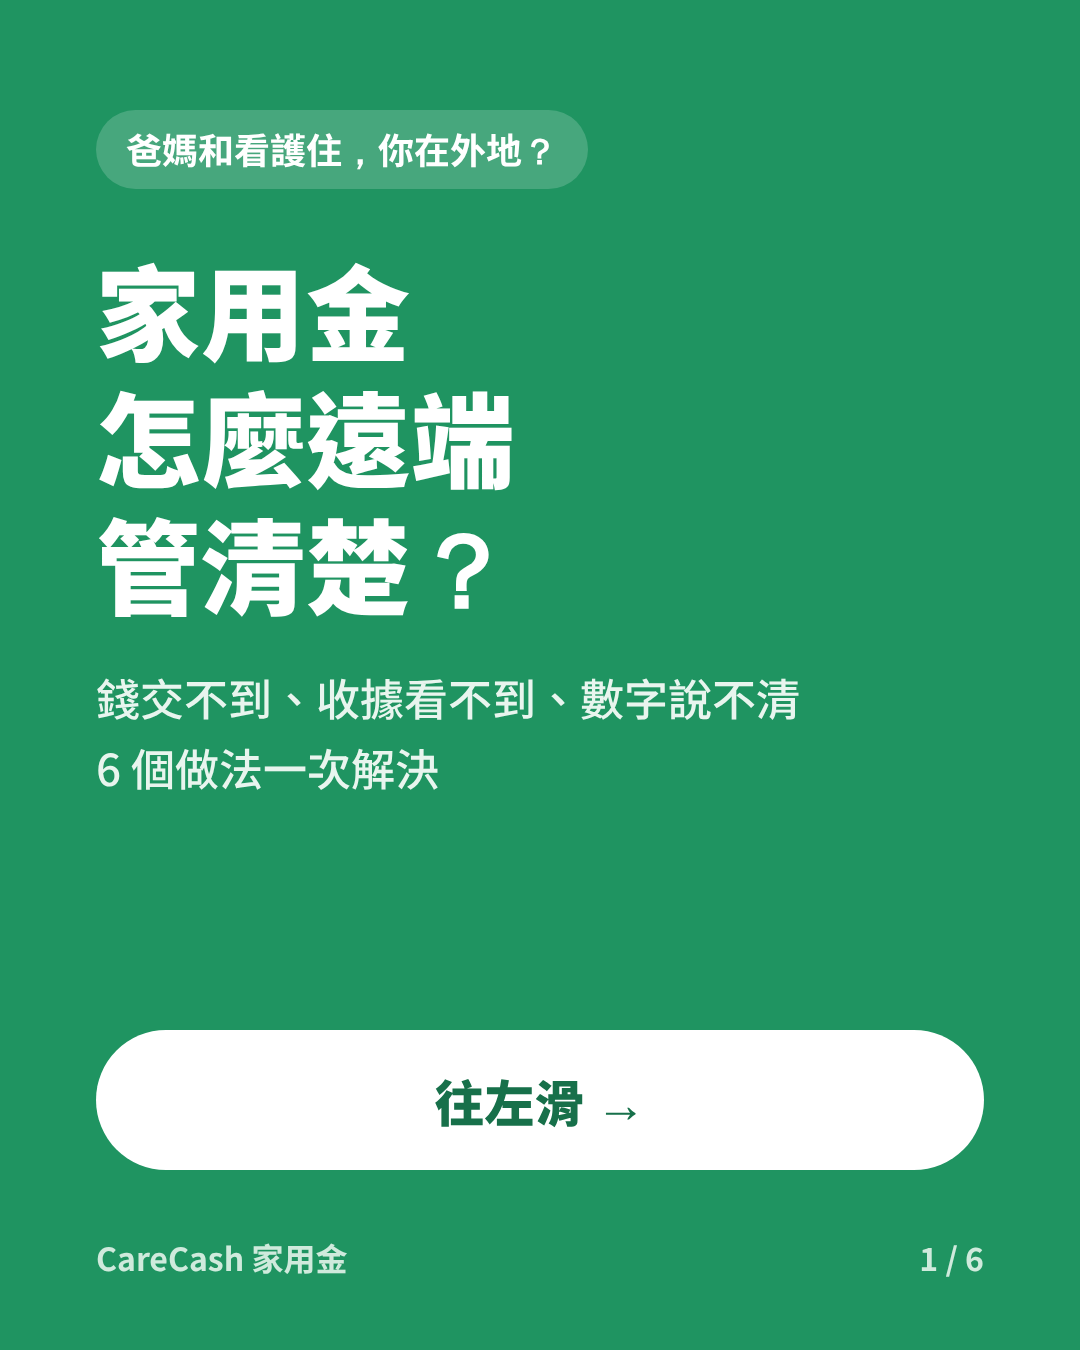 爸媽和看護住，你在外地？
家用金
怎麼遠端
管清楚？
錢交不到、收據看不到、數字說不清
6 個做法一次解決
往左滑 →
CareCash 家用金
1 / 6